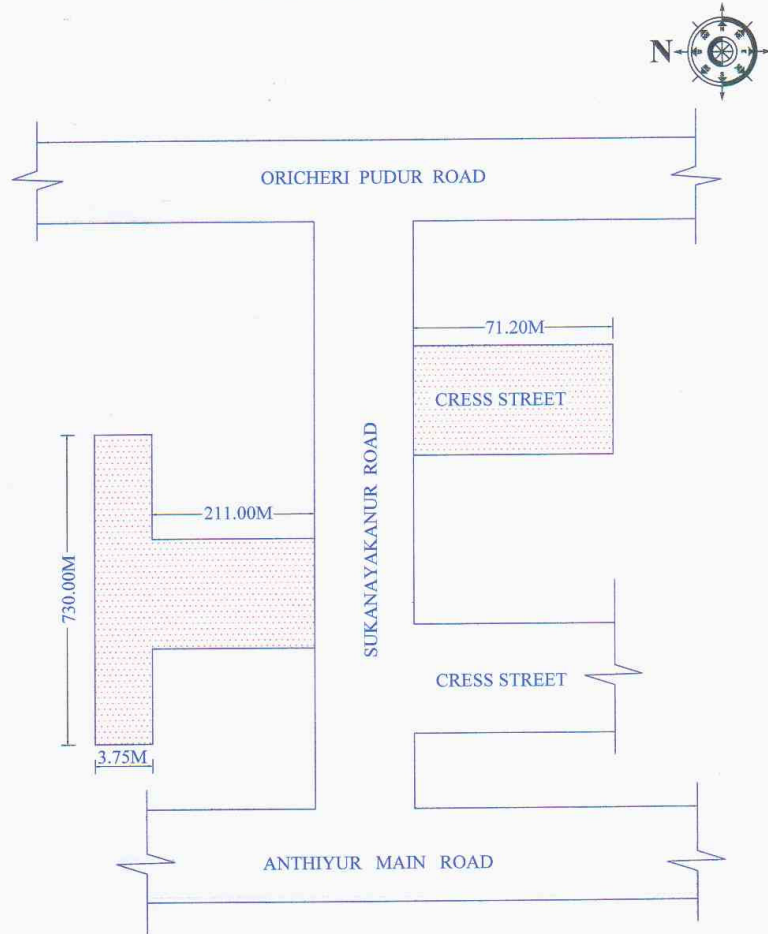 N
ORICHERI PUDUR ROAD
71.20M
CRESS STREET
SUKANAYAKANUR ROAD
211.00M
730.00M
3.75M
CRESS STREET
ANTHIYUR MAIN ROAD